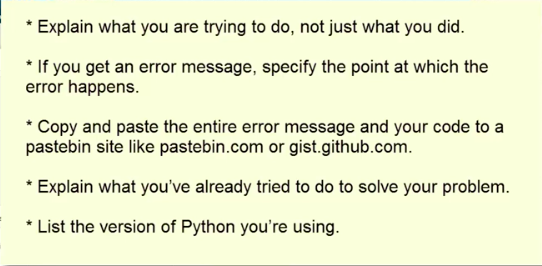 * Explain what you are trying to do, not just what you did.
* If you get an error message, specify the point at which the
error happens.
* Copy and paste the entire error message and your code to a
pastebin site like pastebin.com or gist.github.com.
* Explain what you’ve already tried to do to solve your problem.
* List the version of Python you’re using.